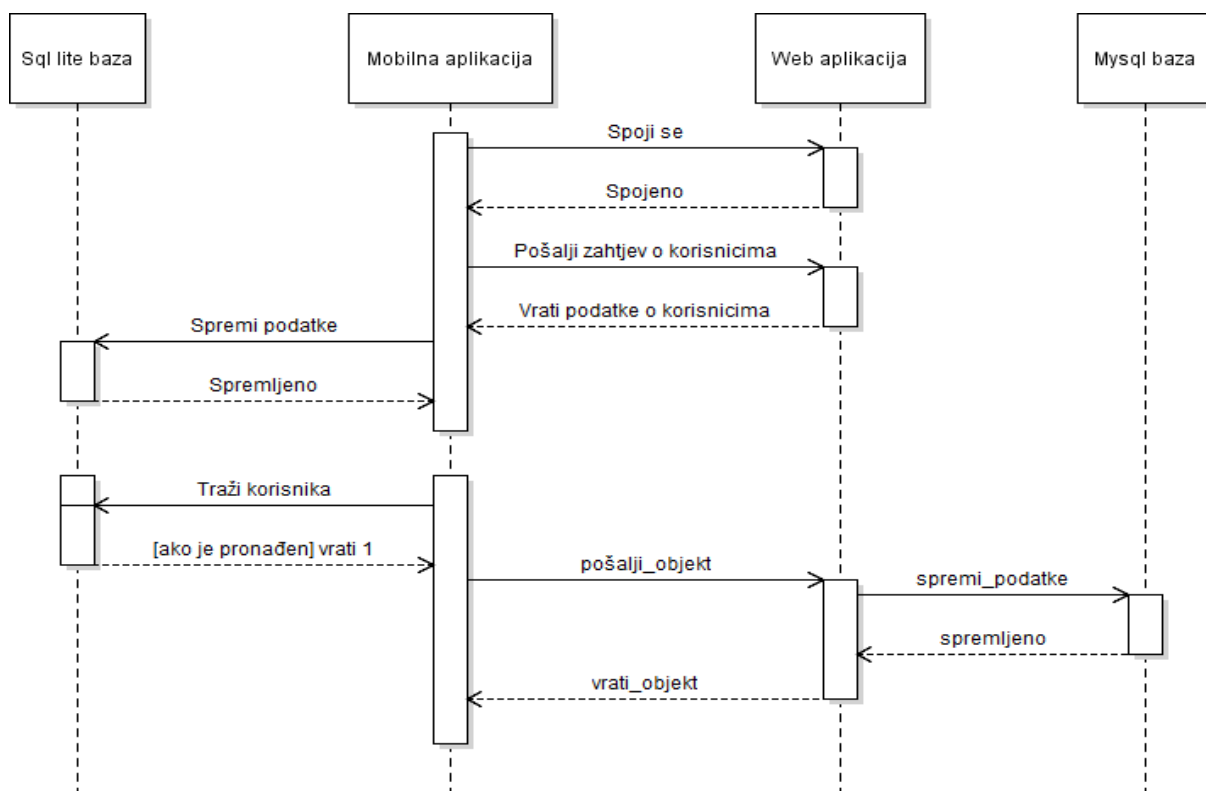 Sql lite baza
Mobilna aplikacija
Web aplikacija
Mysql baza
Spoji se
Spojeno
Pošalji zahtjev o korisnicima
Vrati podatke o korisnicima
Spremi podatke
Spremljeno
Traži korisnika
[ako je pronađen] vrati 1
pošalji_objekt
spremi_podatke
spremljeno
vrati_objekt